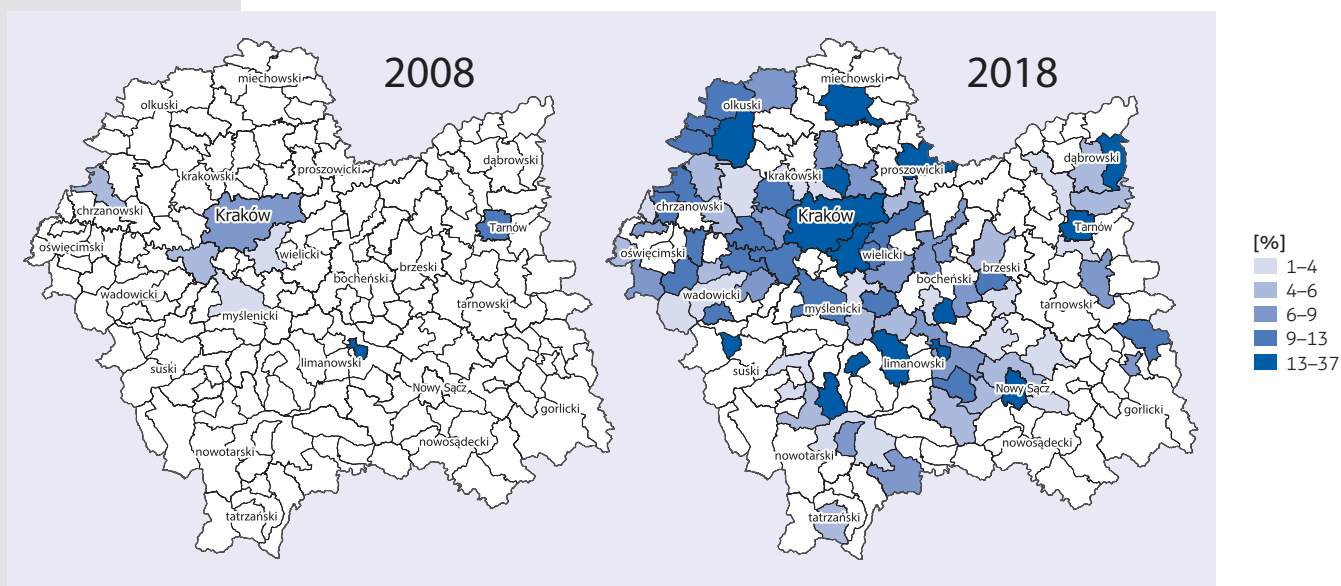 2008
miechowski
olkuski
dąbrowski
krakowski
proszowicki
chrzanowski
Kraków
Tarnów
oświęcimski
wielicki
bocheński
brzeski
wadowicki
tarnowski
myślenicki
suski
limanowski
Nowy Sącz
gorlicki
nowosądecki
nowotarski
tatrzański
2018
miechowski
olkuski
dąbrowski
krakowski
proszowicki
chrzanowski
Kraków
Tarnów
oświęcimski
wielicki
bocheński
brzeski
wadowicki
tarnowski
myślenicki
suski
limanowski
Nowy Sącz
gorlicki
nowosądecki
nowotarski
tatrzański
[%]
1–4
4–6
6–9
9–13
13–37